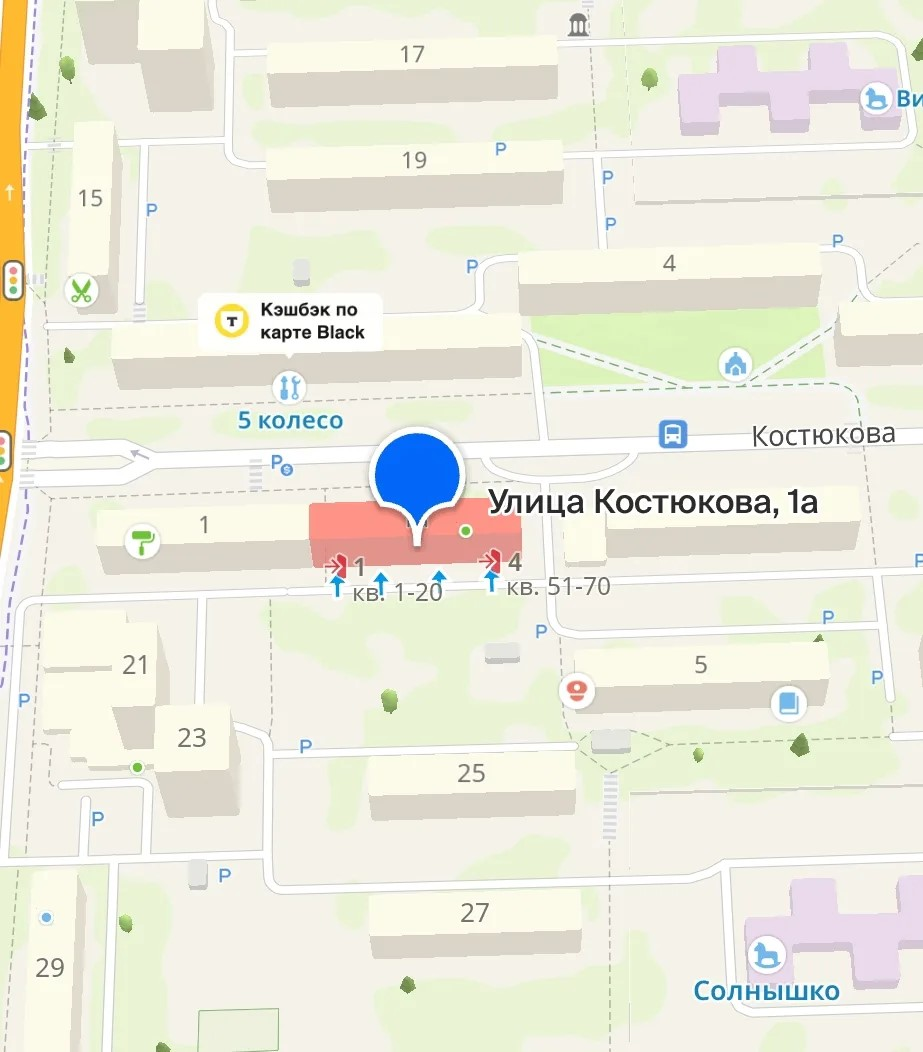 17
Ви
19
P
15
P
P
P
4
P
P
Кэшбэк по
карте Black
T
5 колесо
Костюкова
P
Улица Костюкова, 1а
1
1
4
кв. 1-20
кв. 51-70
P
P
P
21
5
P
P
23
P
25
P
P
27
29
Солнышко